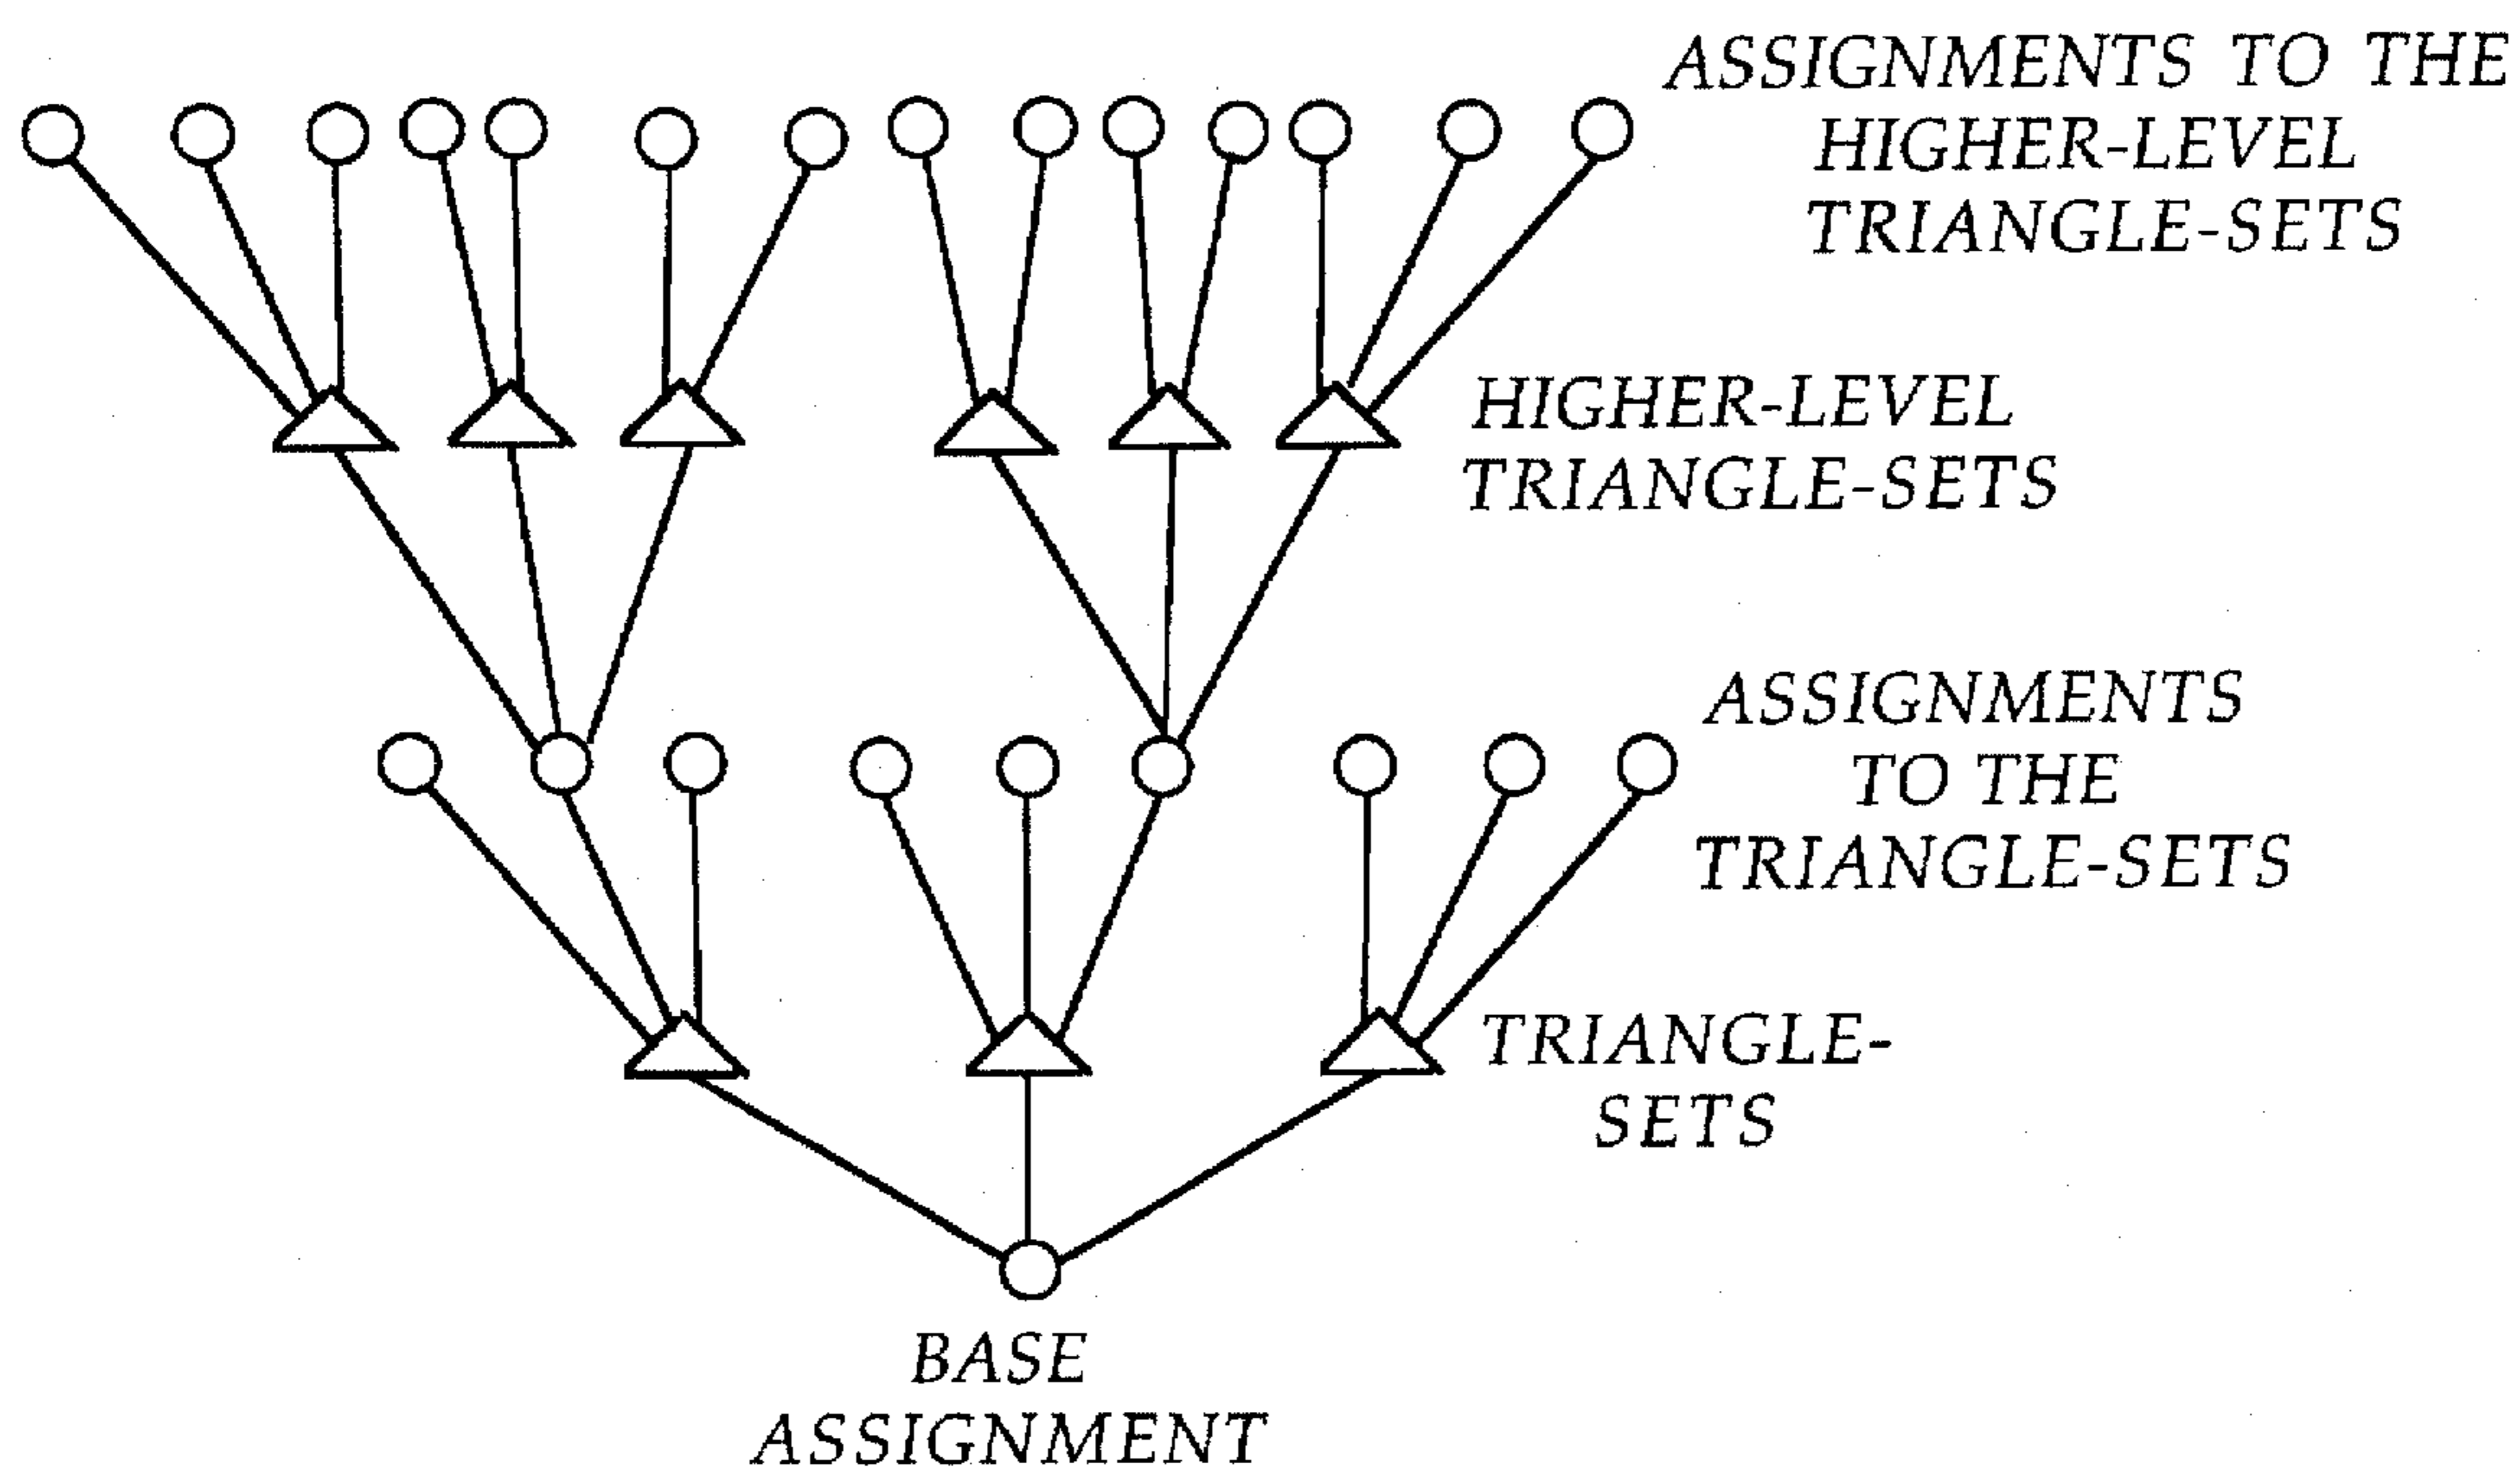 ASSIGNMENTS TO THE
HIGHER-LEVEL
TRIANGLE-SETS
HIGHER-LEVEL
TRIANGLE-SETS
ASSIGNMENTS
TO THE
TRIANGLE-SETS
TRIANGLE-
SETS
BASE
ASSIGNMENT